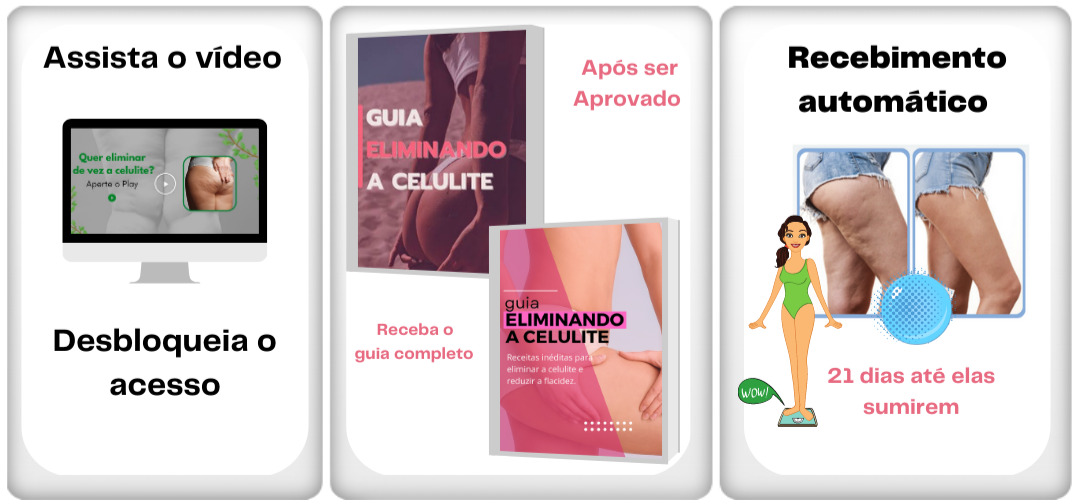 Assista o vídeo
Quer eliminar
de vez a celulite?
Aperte o Play
Desbloqueia o
acesso
GUIA
ELIMINANDO
A CELULITE
Após ser
Aprovado
Receba o
guia completo
guia
ELIMINANDO
A CELULITE
Receitas inéditas para
eliminar a celulite e
reduzir a flacidez.
Recebimento
automático
WOW!
21 dias até elas
sumirem